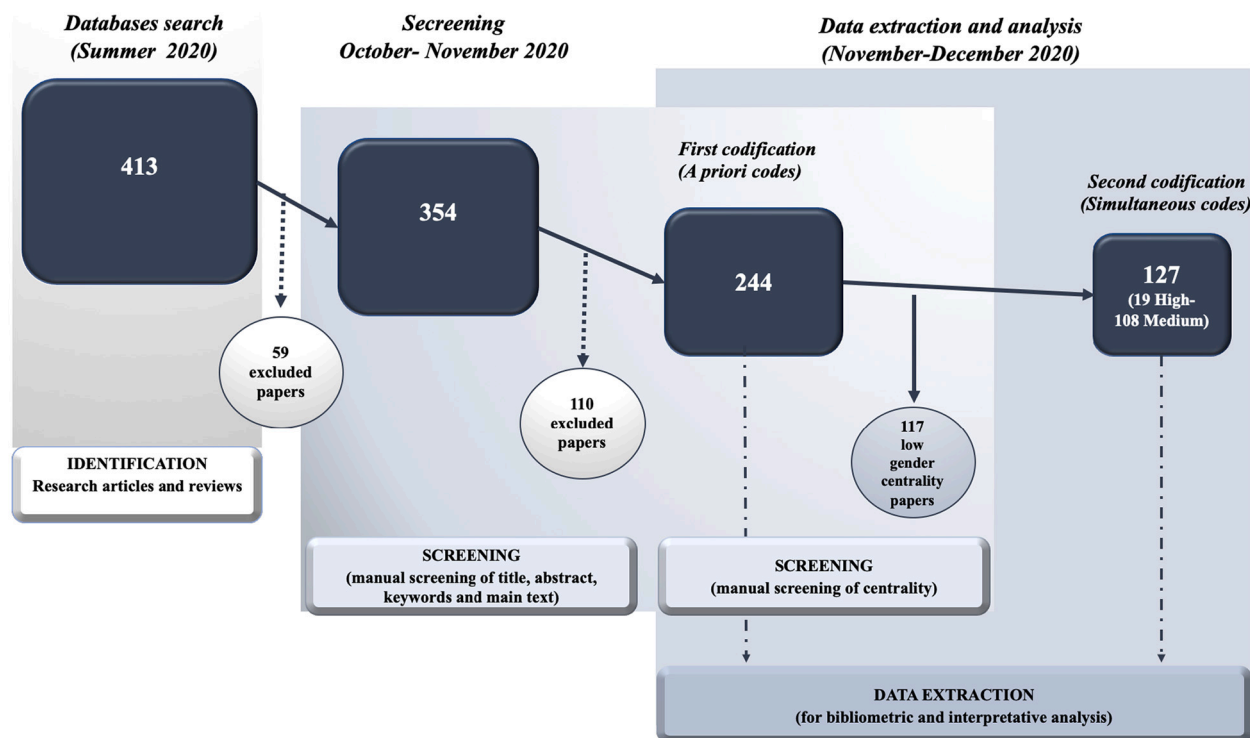 Databases search
(Summer 2020)
Secreening
October- November 2020
Data extraction and analysis
(November-December 2020)
413
354
First codification
(A priori codes)
244
Second codification
(Simultaneous codes)
127
(19 High-
108 Medium)
59
excluded
papers
110
excluded
papers
117
low
gender
centrality
papers
IDENTIFICATION
Research articles and reviews
SCREENING
(manual screening of title, abstract,
keywords and main text)
SCREENING
(manual screening of centrality)
DATA EXTRACTION
(for bibliometric and interpretative analysis)